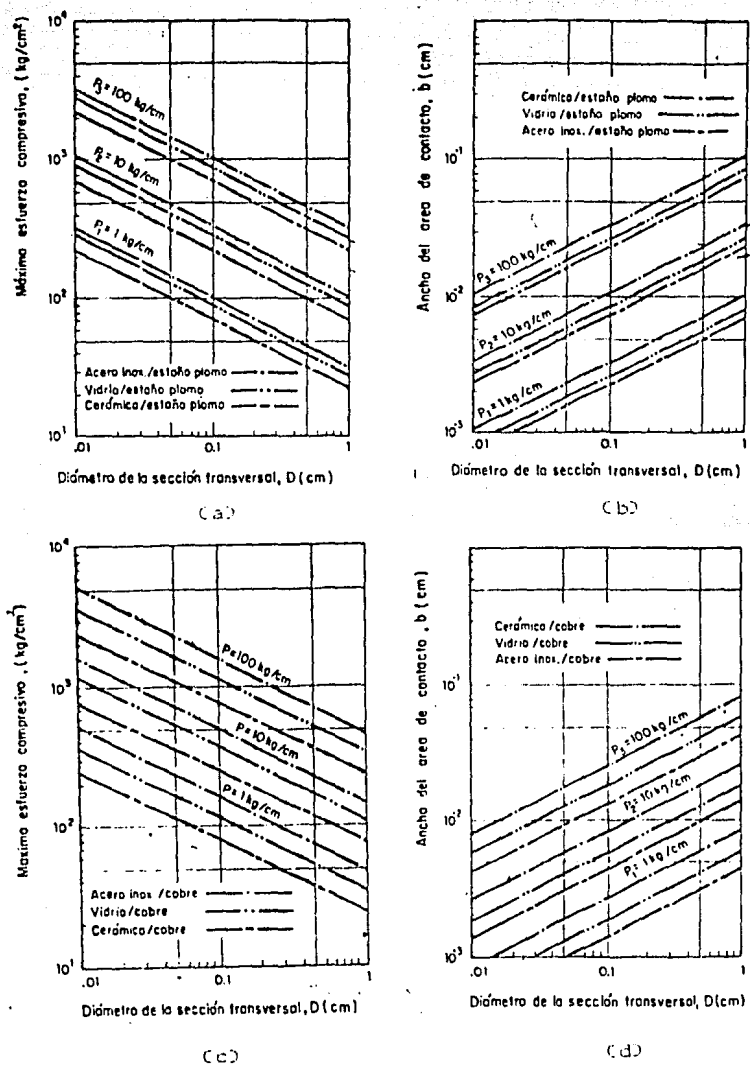 Máximo esfuerzo compresivo, (kg/cm²)
10⁴
10³
10²
10¹
P₃=100 kg/cm
P₂=10 kg/cm
P₁=1 kg/cm
Acero inox./estaño plomo
Vidrio/estaño plomo
Cerámica/estaño plomo
.01
0.1
1
Diámetro de la sección transversal, D(cm)
(a)
Ancho del area de contacto, b(cm)
10⁰
10⁻¹
10⁻²
10⁻³
Cerámica/estaño plomo
Vidrio/estaño plomo
Acero inox./estaño plomo
P₃=100 kg/cm
P₂=10 kg/cm
P₁=1 kg/cm
.01
0.1
1
Diámetro de la sección transversal, D(cm)
(b)
Maximo esfuerzo compresivo, (kg/cm²)
10⁴
10³
10²
10¹
P=100 kg/cm
P=10 kg/cm
P=1 kg/cm
Acero inox./cobre
Vidrio/cobre
Cerámica/cobre
.01
0.1
1
Diámetro de la sección transversal, D(cm)
(c)
Ancho del area de contacto, b(cm)
10⁰
10⁻¹
10⁻²
10⁻³
Cerámica/cobre
Vidrio/cobre
Acero inox./cobre
P₃=100 kg/cm
P₂=10 kg/cm
P₁=1 kg/cm
.01
0.1
1
Diámetro de la sección transversal, D(cm)
(d)